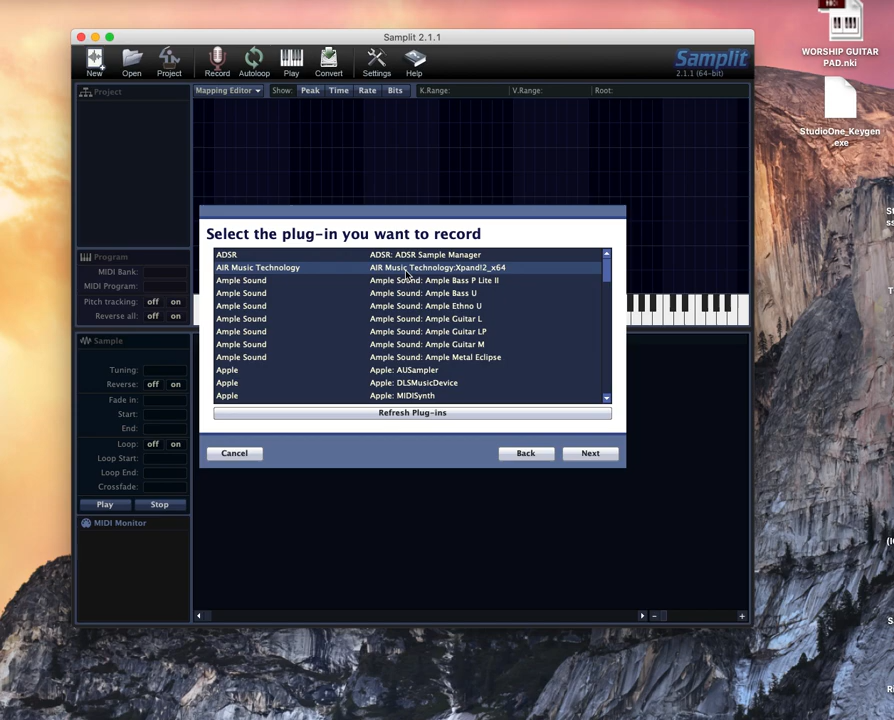 Samplit 2.1.1
New
Open
Project
Record
Autoloop
Play
Convert
Settings
Help
Samplit
2.1.1 (64-bit)
WORSHIP GUITAR
PAD.nki
StudioOne_Keygen
.exe
Project
Mapping Editor
Show:
Peak
Time
Rate
Bits
K.Range:
V.Range:
Root:
Program
MIDI Bank:
MIDI Program:
Pitch tracking: off on
Reverse all: off on
Sample
Tuning:
Reverse: off on
Fade in:
Start:
End:
Loop: off on
Loop Start:
Loop End:
Crossfade:
Play
Stop
MIDI Monitor
Select the plug-in you want to record
ADSR ADSR: ADSR Sample Manager
AIR Music Technology AIR Music Technology:Xpand!2_x64
Ample Sound Ample Sound: Ample Bass P Lite II
Ample Sound Ample Sound: Ample Bass U
Ample Sound Ample Sound: Ample Ethno U
Ample Sound Ample Sound: Ample Guitar L
Ample Sound Ample Sound: Ample Guitar LP
Ample Sound Ample Sound: Ample Guitar M
Ample Sound Ample Sound: Ample Metal Eclipse
Apple Apple: AUSampler
Apple Apple: DLSMusicDevice
Apple Apple: MIDISynth
Refresh Plug-ins
Cancel
Back
Next